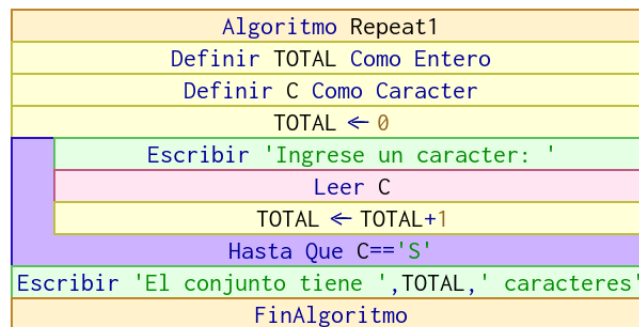 Algoritmo Repeat1
Definir TOTAL Como Entero
Definir C Como Caracter
TOTAL ← 0
Escribir 'Ingrese un caracter: '
Leer C
TOTAL ← TOTAL+1
Hasta Que C=='S'
Escribir 'El conjunto tiene ',TOTAL,' caracteres'
FinAlgoritmo